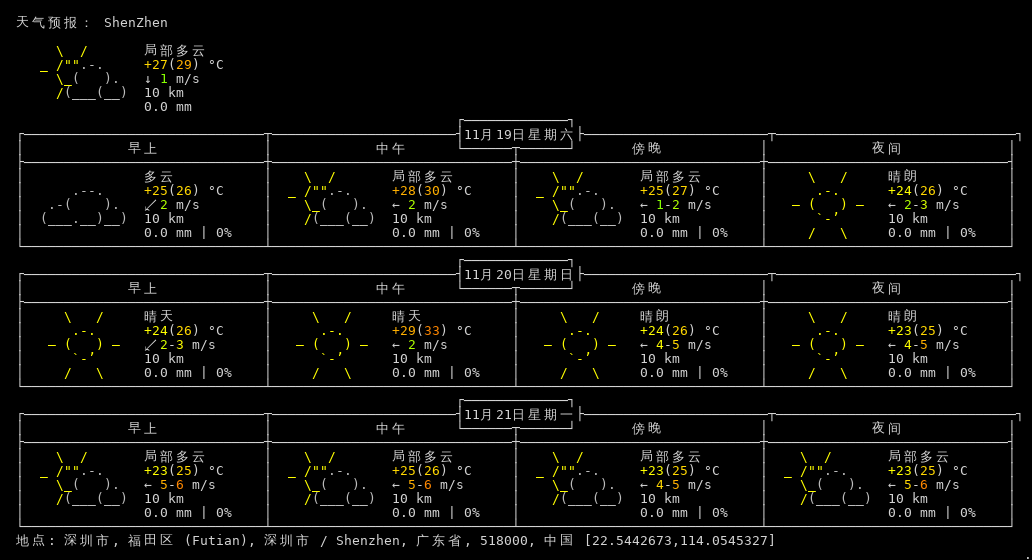 天气预报： ShenZhen
局部多云
+27(29) °C
↓ 1 m/s
10 km
0.0 mm
11月19日星期六
早上 中午 傍晚 夜间
多云 局部多云 局部多云 晴朗
+25(26) °C +28(30) °C +25(27) °C +24(26) °C
↙ 2 m/s ← 2 m/s ← 1-2 m/s ← 2-3 m/s
10 km 10 km 10 km 10 km
0.0 mm | 0% 0.0 mm | 0% 0.0 mm | 0% 0.0 mm | 0%
11月20日星期日
早上 中午 傍晚 夜间
晴天 晴天 晴朗 晴朗
+24(26) °C +29(33) °C +24(26) °C +23(25) °C
↙ 2-3 m/s ← 2 m/s ← 4-5 m/s ← 4-5 m/s
10 km 10 km 10 km 10 km
0.0 mm | 0% 0.0 mm | 0% 0.0 mm | 0% 0.0 mm | 0%
11月21日星期一
早上 中午 傍晚 夜间
局部多云 局部多云 局部多云 局部多云
+23(25) °C +25(26) °C +23(25) °C +23(25) °C
← 5-6 m/s ← 5-6 m/s ← 4-5 m/s ← 5-6 m/s
10 km 10 km 10 km 10 km
0.0 mm | 0% 0.0 mm | 0% 0.0 mm | 0% 0.0 mm | 0%
地点: 深圳市, 福田区 (Futian), 深圳市 / Shenzhen, 广东省, 518000, 中国 [22.5442673,114.0545327]